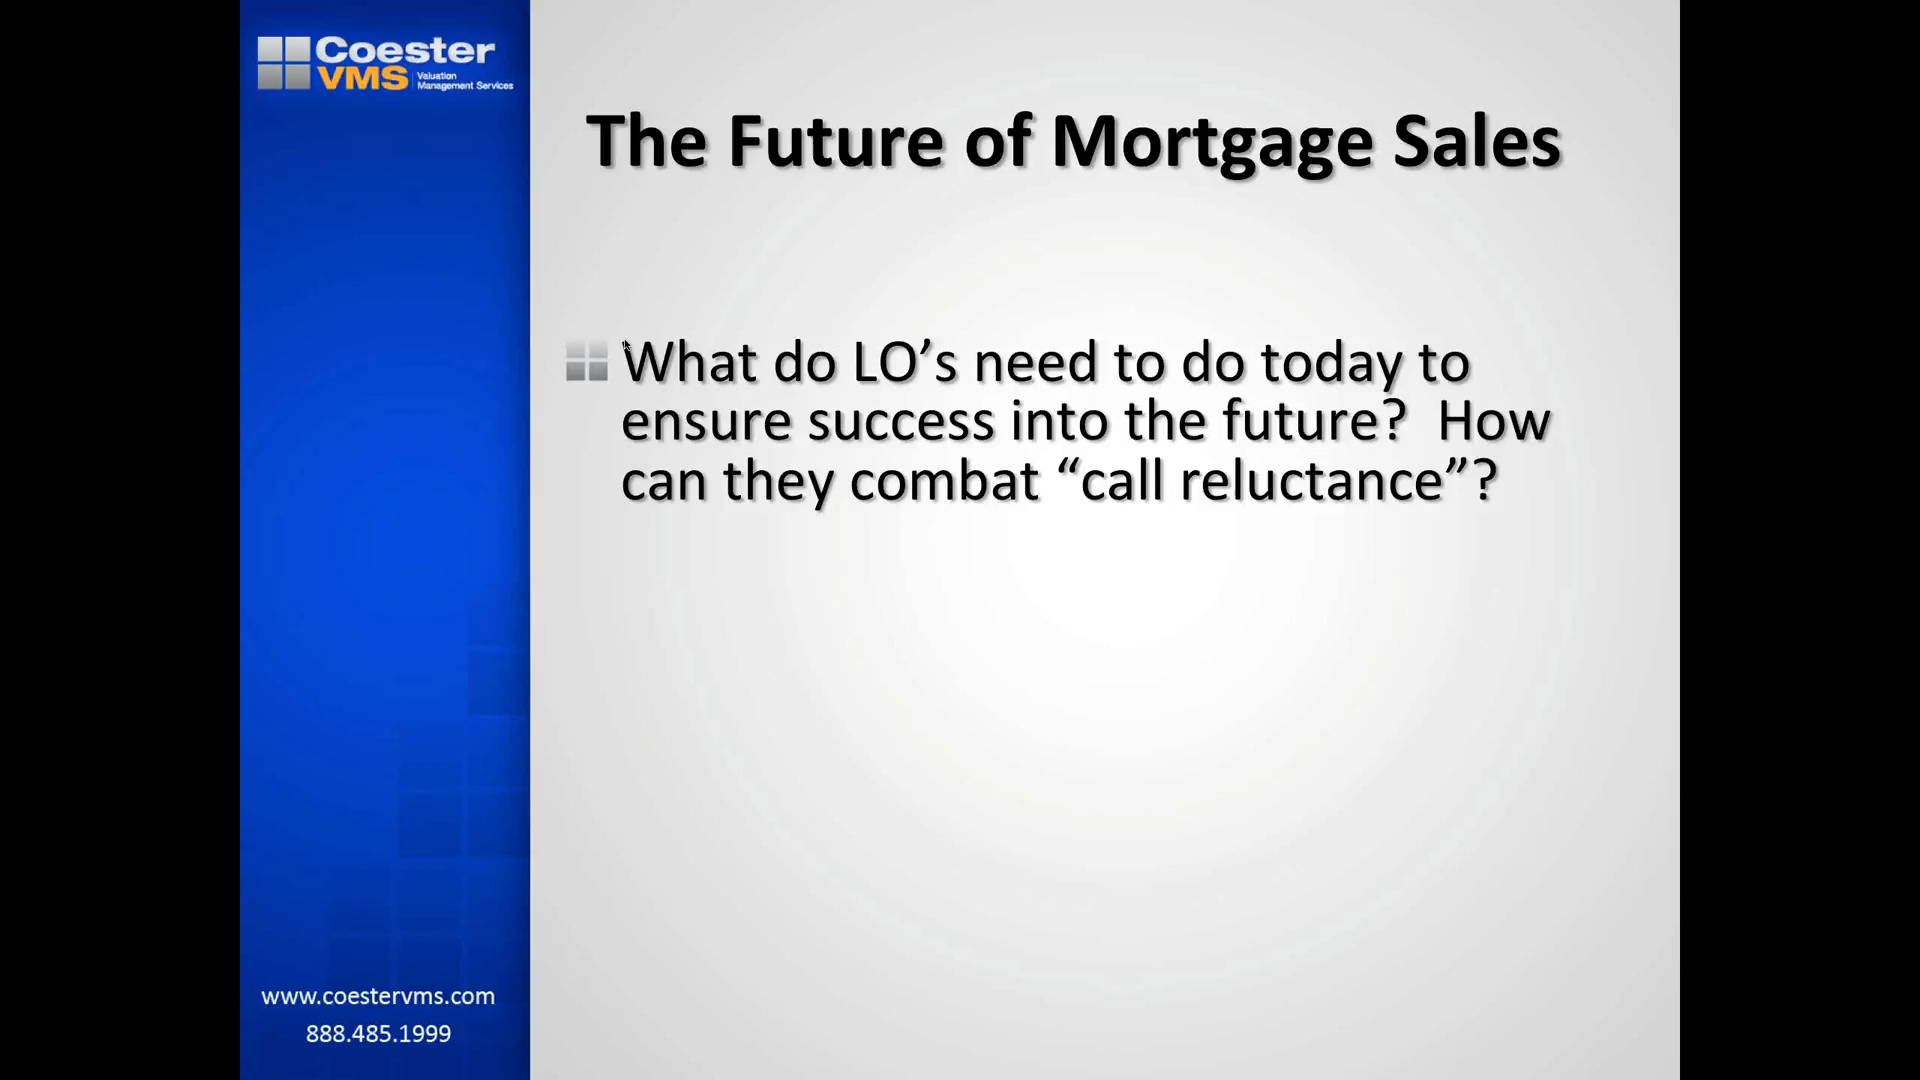 Coester
VMS
Valuation
Management Services
The Future of Mortgage Sales
What do LO’s need to do today to
ensure success into the future?  How
can they combat “call reluctance”?
www.coestervms.com
888.485.1999